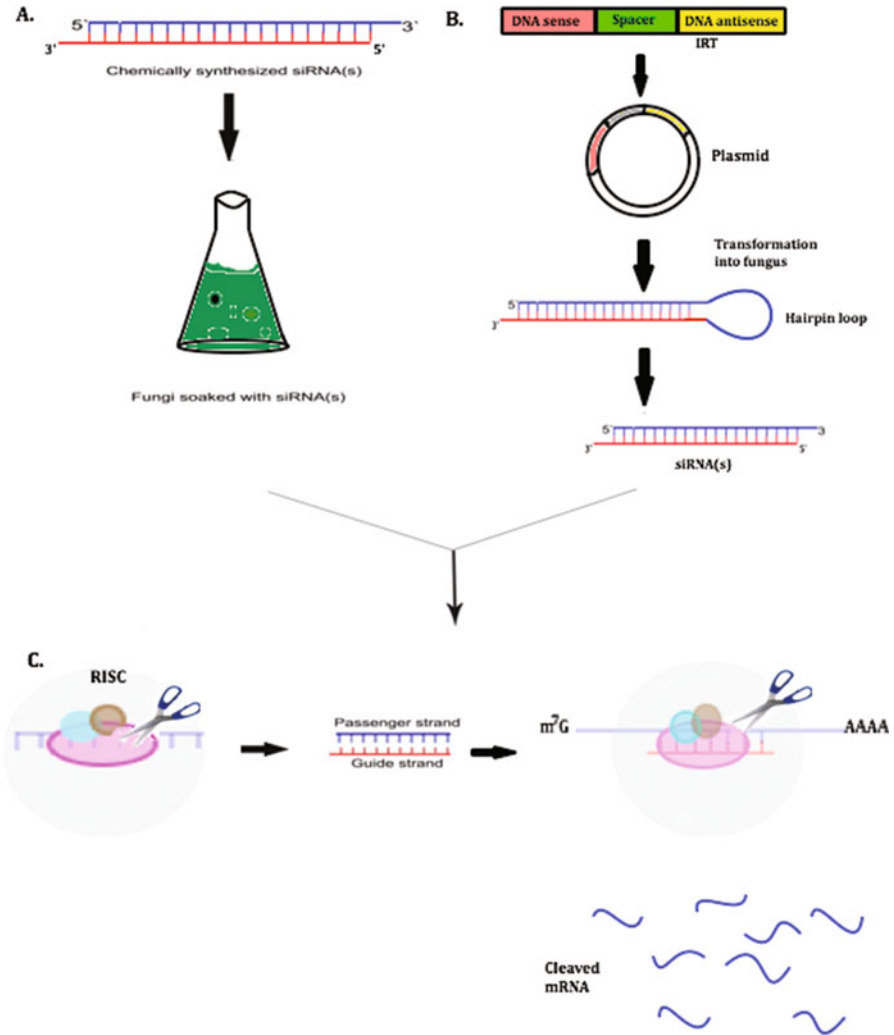 A.
5` 3`
3` 5`
Chemically synthesized siRNA(s)
Fungi soaked with siRNA(s)
B.
DNA sense Spacer DNA antisense
IRT
Plasmid
Transformation
into fungus
5`
3`
Hairpin loop
5` 3
3` 5`
siRNA(s)
C.
RISC
Passenger strand
Guide strand
m⁷G AAAA
Cleaved
mRNA